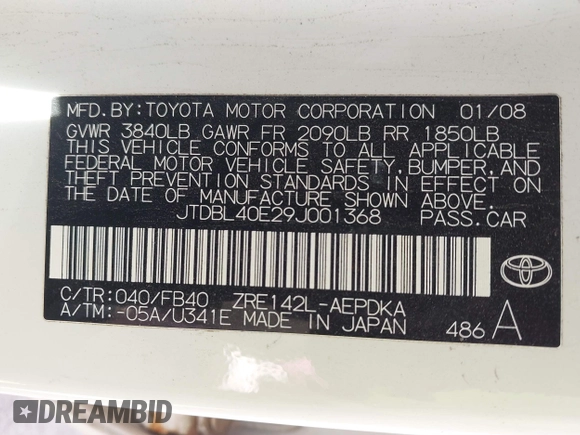 MFD.BY:TOYOTA MOTOR CORPORATION 01/08
GVWR 3840LB GAWR FR 2090LB RR 1850LB
THIS VEHICLE CONFORMS TO ALL APPLICABLE
FEDERAL MOTOR VEHICLE SAFETY, BUMPER, AND
THEFT PREVENTION STANDARDS IN EFFECT ON
THE DATE OF MANUFACTURE SHOWN ABOVE.
JTDBL40E29J001368 PASS.CAR
C/TR:040/FB40 ZRE142L-AEPDKA
A/TM:-05A/U341E MADE IN JAPAN 486 A
DREAMBID